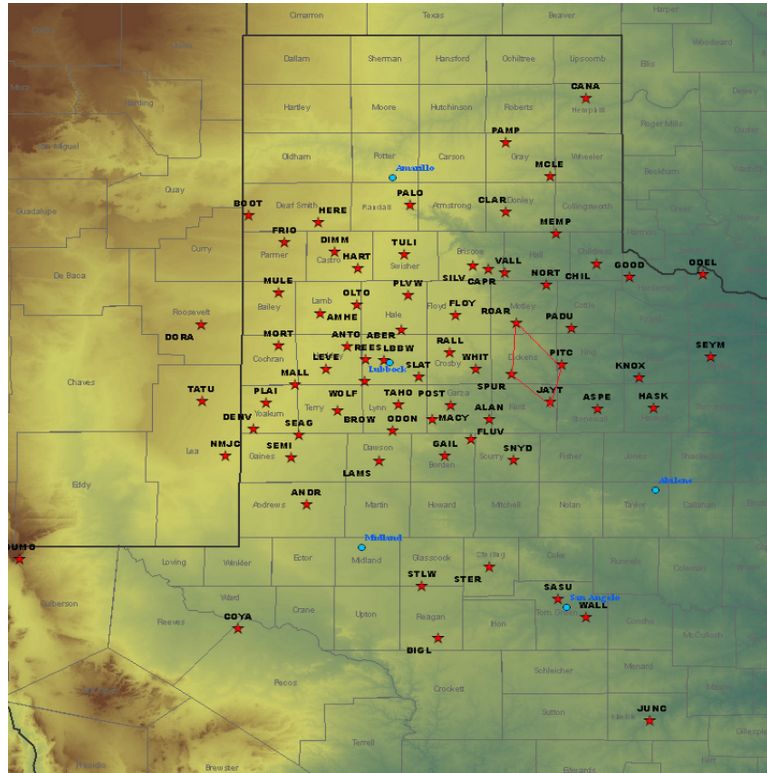 Cimarron Texas Beaver Harper
Woodward
Dallam Sherman Hansford Ochiltree Lipscomb
Ellis
Harding
CANA
Hartley Moore Hutchinson Roberts Hemphill
Roger Mills
PAMP
San Miguel
Oldham Potter Carson Gray Wheeler
MCLE
Amarillo
Beckham
Quay
PALO
BOOT Deaf Smith Randall Armstrong CLAR Donley Collingsworth
Guadalupe
HERE
MEMP
FRIO
Curry
DIMM TULI
Parmer Castro HART Swisher Briscoe VALL Hall Childress GOOD ODEL
De Baca
SILV CAPR NORT CHIL
Hardeman
MULE PLVW
Bailey Lamb OLTO Hale Floyd FLOY Motley Cottle
Roosevelt AMHE ROAR PADU
DORA
MORT ANTO ABER RALL SEYM
Cochran LEVE REES LBBW Crosby WHIT Dickens PITC King
Lubbock SLAT KNOX
Chaves MALL SPUR
TATU PLAI WOLF TAHO POST JAYT ASPE HASK
Yoakum Terry Lynn Garza Kent Stonewall
DENV BROW ODON MACY ALAN
SEAG FLUV
NMJC SEMI GAIL SNYD
Lea Gaines Dawson Borden Scurry Fisher Jones
LAMS
Eddy Abilene
ANDR
Andrews Martin Howard Mitchell Nolan Taylor Callahan
Midland
DUMO
Loving Winkler Ector Midland Glasscock Sterling Coke Runnels Coleman
STLW STER
Culberson Ward SASU
San Angelo
COYA Crane Upton Reagan Irion Tom Green WALL
Reeves Concho
McCulloch
BIGL
Schleicher Menard
Pecos Crockett
JUNC
Sutton
Terrell Gillespie
Presidio Brewster Edwards